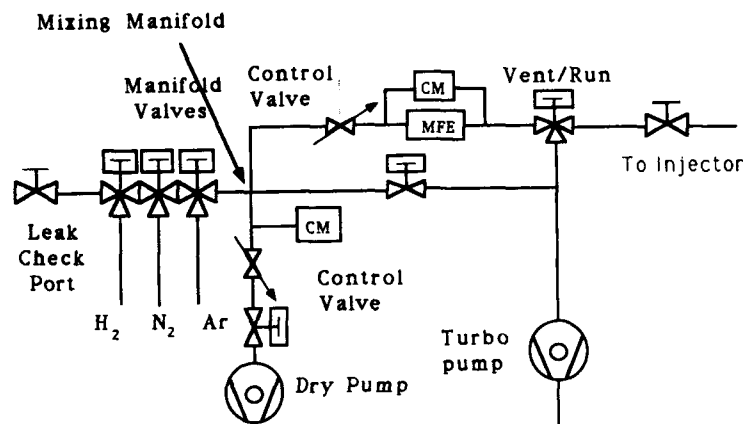 Mixing Manifold
Manifold
Valves
Control
Valve
CM
MFE
Vent/Run
To Injector
Leak
Check
Port
H₂
N₂
Ar
CM
Control
Valve
Dry Pump
Turbo
pump